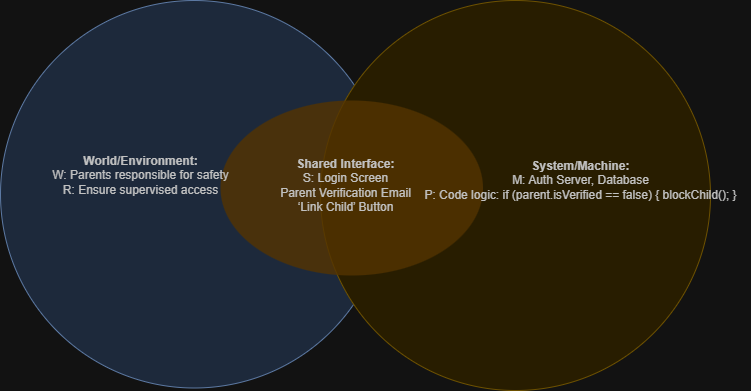 World/Environment:
W: Parents responsible for safety
R: Ensure supervised access
Shared Interface:
S: Login Screen
Parent Verification Email
‘Link Child’ Button
System/Machine:
M: Auth Server, Database
P: Code logic: if (parent.isVerified == false) { blockChild(); }